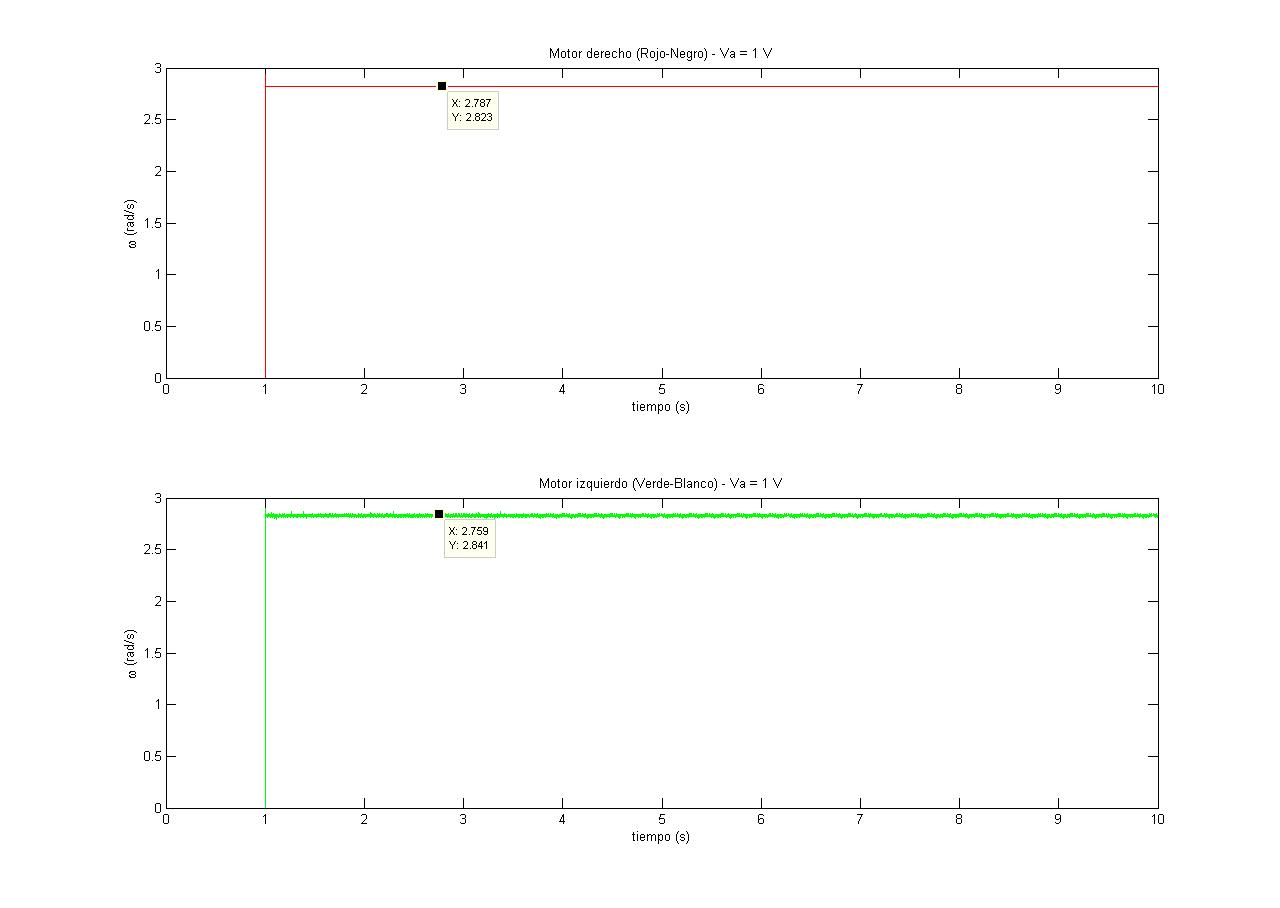 Motor derecho (Rojo-Negro) - Va = 1 V
3
2.5
2
1.5
1
0.5
0
ω (rad/s)
X: 2.787
Y: 2.823
0 1 2 3 4 5 6 7 8 9 10
tiempo (s)
Motor izquierdo (Verde-Blanco) - Va = 1 V
3
2.5
2
1.5
1
0.5
0
ω (rad/s)
X: 2.759
Y: 2.841
0 1 2 3 4 5 6 7 8 9 10
tiempo (s)